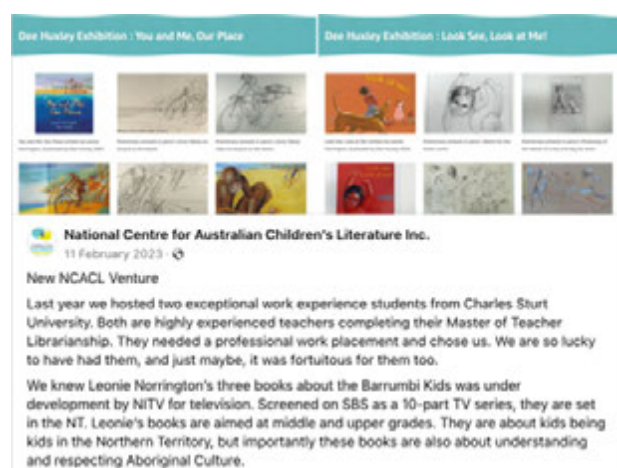 Dee Huxley Exhibition : You and Me, Our Place
Dee Huxley Exhibition : Look See, Look at Me!
National Centre for Australian Children's Literature Inc.
11 February 2023 ·
New NCACL Venture
Last year we hosted two exceptional work experience students from Charles Sturt
University. Both are highly experienced teachers completing their Master of Teacher
Librarianship. They needed a professional work placement and chose us. We are so lucky
to have had them, and just maybe, it was fortuitous for them too.
We knew Leonie Norrington's three books about the Barrumbi Kids was under
development by NITV for television. Screened on SBS as a 10-part TV series, they are set
in the NT. Leonie's books are aimed at middle and upper grades. They are about kids being
kids in the Northern Territory, but importantly these books are also about understanding
and respecting Aboriginal Culture.